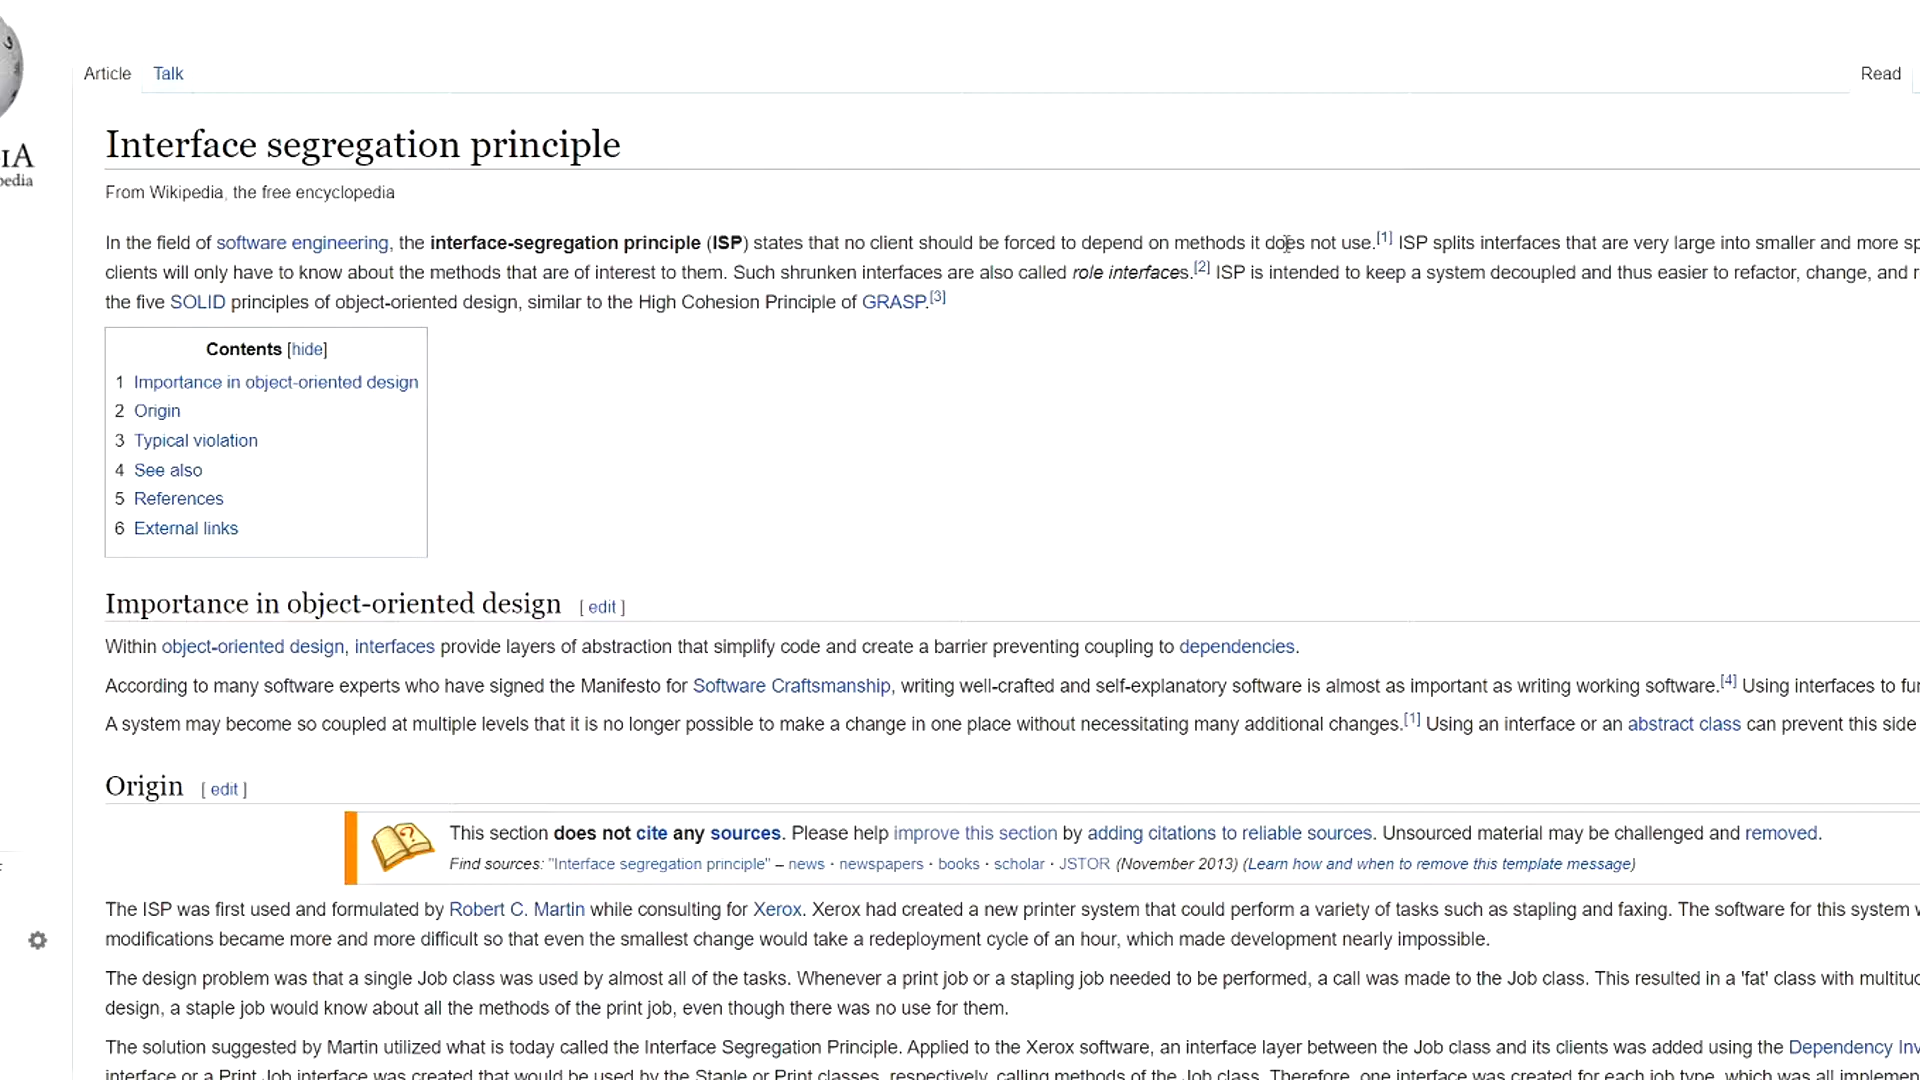 Article Talk Read
IA
pedia
Interface segregation principle
From Wikipedia, the free encyclopedia
In the field of software engineering, the interface-segregation principle (ISP) states that no client should be forced to depend on methods it does not use.[1] ISP splits interfaces that are very large into smaller and more sp
clients will only have to know about the methods that are of interest to them. Such shrunken interfaces are also called role interfaces.[2] ISP is intended to keep a system decoupled and thus easier to refactor, change, and r
the five SOLID principles of object-oriented design, similar to the High Cohesion Principle of GRASP.[3]
Contents [hide]
1 Importance in object-oriented design
2 Origin
3 Typical violation
4 See also
5 References
6 External links
Importance in object-oriented design [ edit ]
Within object-oriented design, interfaces provide layers of abstraction that simplify code and create a barrier preventing coupling to dependencies.
According to many software experts who have signed the Manifesto for Software Craftsmanship, writing well-crafted and self-explanatory software is almost as important as writing working software.[4] Using interfaces to fur
A system may become so coupled at multiple levels that it is no longer possible to make a change in one place without necessitating many additional changes.[1] Using an interface or an abstract class can prevent this side
Origin [ edit ]
This section does not cite any sources. Please help improve this section by adding citations to reliable sources. Unsourced material may be challenged and removed.
Find sources: "Interface segregation principle" – news · newspapers · books · scholar · JSTOR (November 2013) (Learn how and when to remove this template message)
The ISP was first used and formulated by Robert C. Martin while consulting for Xerox. Xerox had created a new printer system that could perform a variety of tasks such as stapling and faxing. The software for this system w
modifications became more and more difficult so that even the smallest change would take a redeployment cycle of an hour, which made development nearly impossible.
The design problem was that a single Job class was used by almost all of the tasks. Whenever a print job or a stapling job needed to be performed, a call was made to the Job class. This resulted in a 'fat' class with multitud
design, a staple job would know about all the methods of the print job, even though there was no use for them.
The solution suggested by Martin utilized what is today called the Interface Segregation Principle. Applied to the Xerox software, an interface layer between the Job class and its clients was added using the Dependency Inv
interface or a Print Job interface was created that would be used by the Staple or Print classes, respectively, calling methods of the Job class. Therefore, one interface was created for each job type, which was all implemen